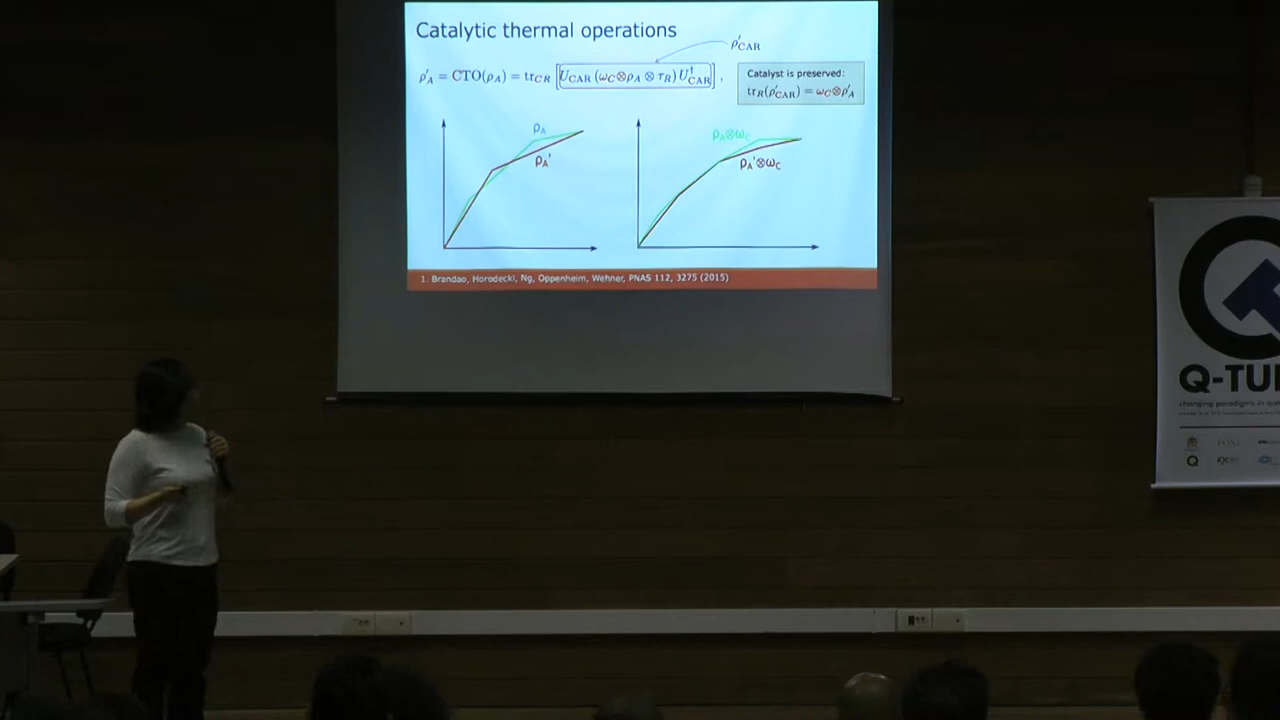 Catalytic thermal operations
ρ′_A = CTO(ρ_A) = tr_CR [U_CAR (ω_C⊗ρ_A ⊗ τ_R) U†_CAR] ,
ρ′_CAR
Catalyst is preserved:
tr_R(ρ′_CAR) = ω_C⊗ρ′_A
ρ_A
ρ_A'
ρ_A⊗ω_C
ρ_A'⊗ω_C
1. Brandao, Horodecki, Ng, Oppenheim, Wehner, PNAS 112, 3275 (2015)
Q-TU
changing paradigms in